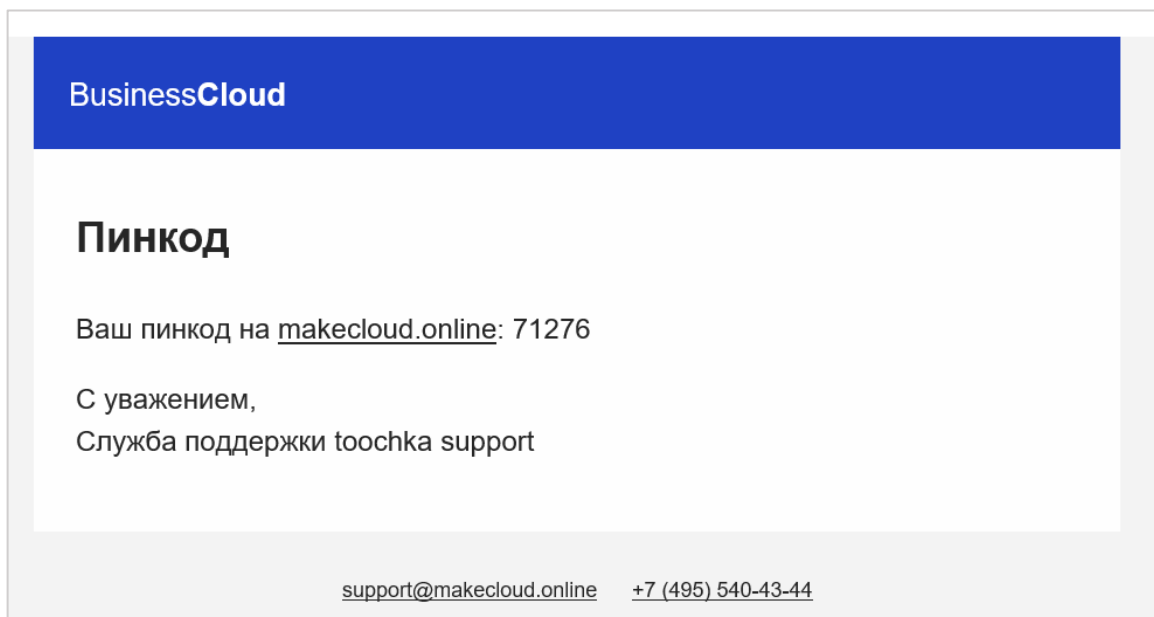 BusinessCloud
Пинкод
Ваш пинкод на makecloud.online: 71276
С уважением,
Служба поддержки toochka support
support@makecloud.online +7 (495) 540-43-44